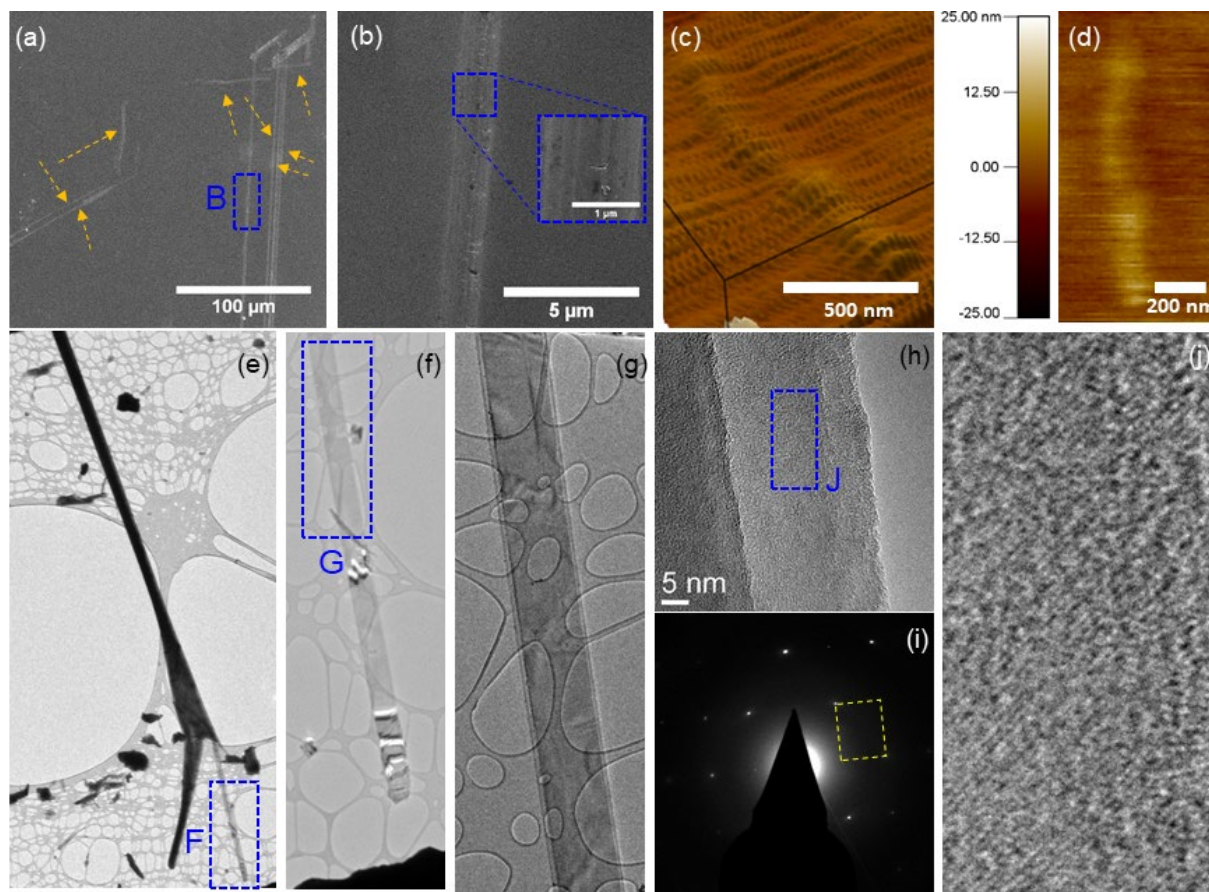 (a)
B
100 µm
(b)
1 µm
5 µm
(c)
500 nm
25.00 nm
12.50
0.00
-12.50
-25.00
(d)
200 nm
(e)
F
(f)
G
(g)
(h)
J
5 nm
(i)
(j)